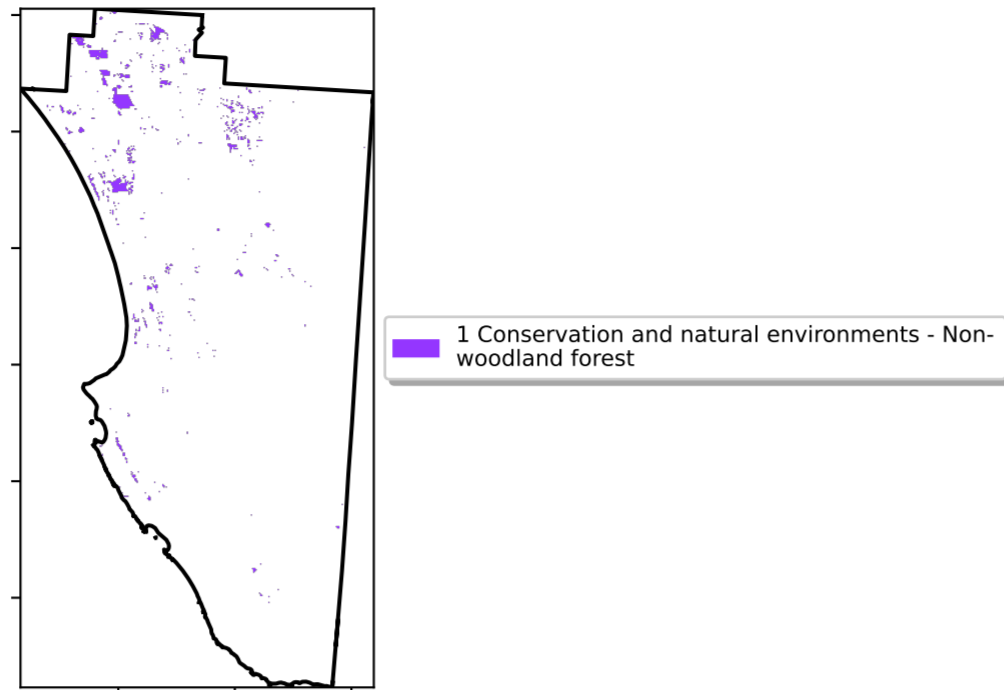 1 Conservation and natural environments - Non-
woodland forest